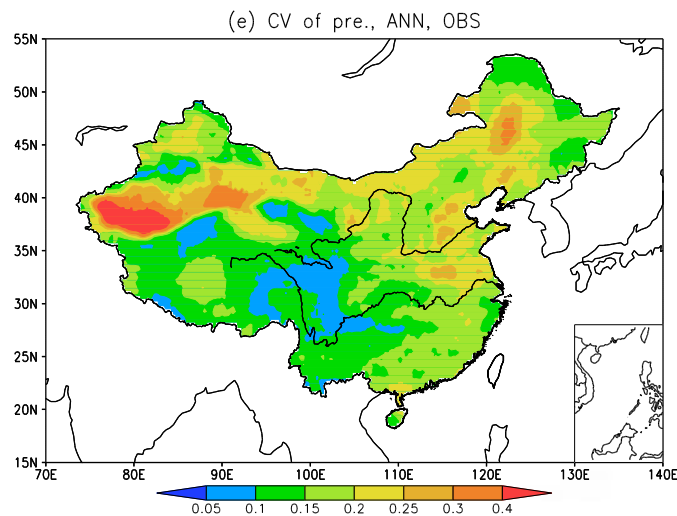 (e) CV of pre., ANN, OBS
55N
50N
45N
40N
35N
30N
25N
20N
15N
70E 80E 90E 100E 110E 120E 130E 140E
0.05 0.1 0.15 0.2 0.25 0.3 0.4